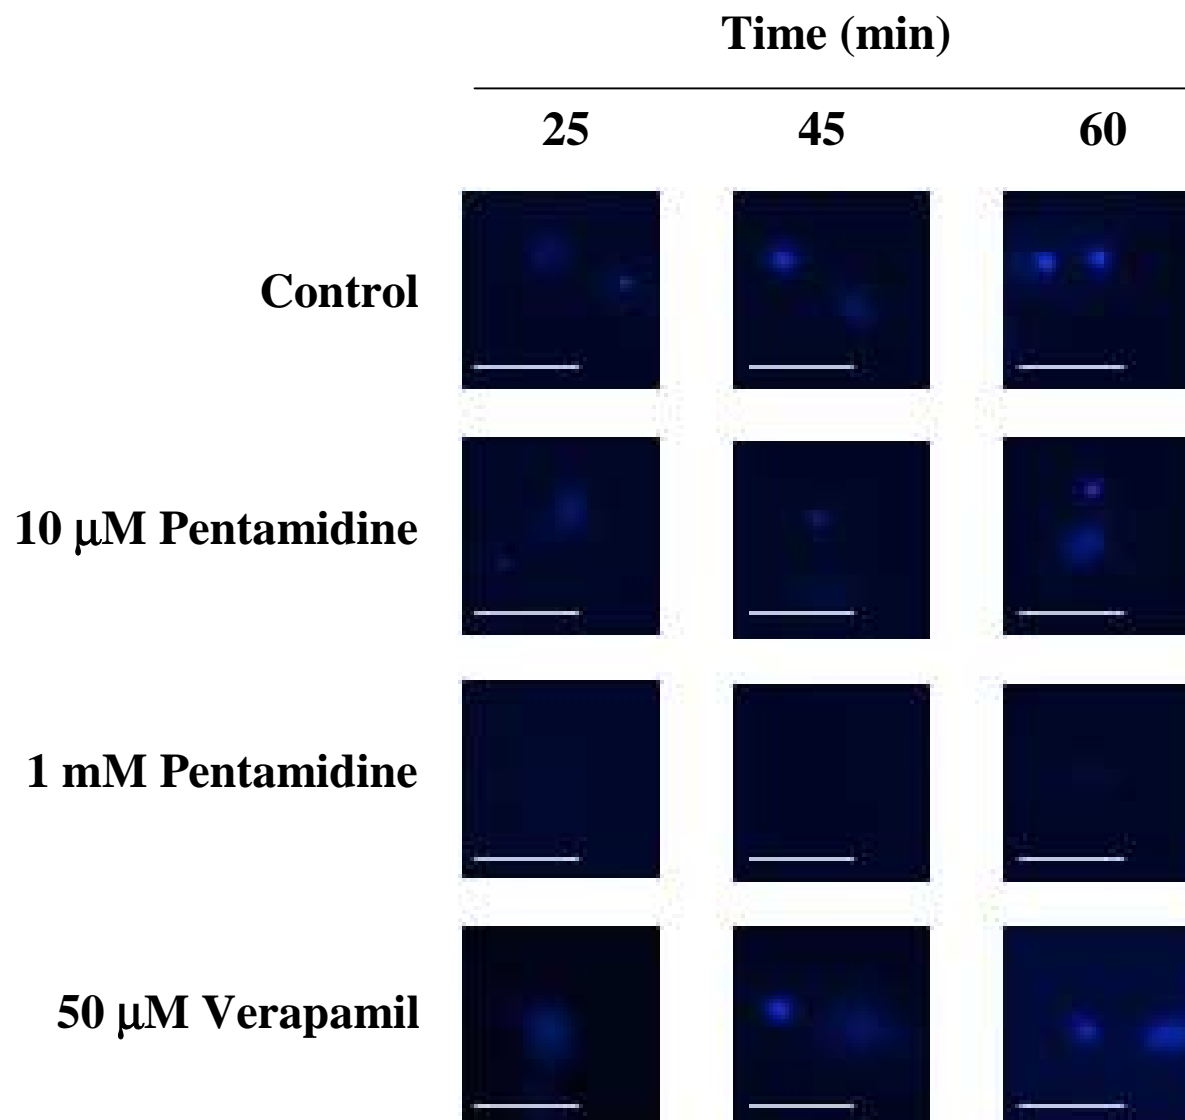 Time (min)
25 45 60
Control
10 μM Pentamidine
1 mM Pentamidine
50 μM Verapamil